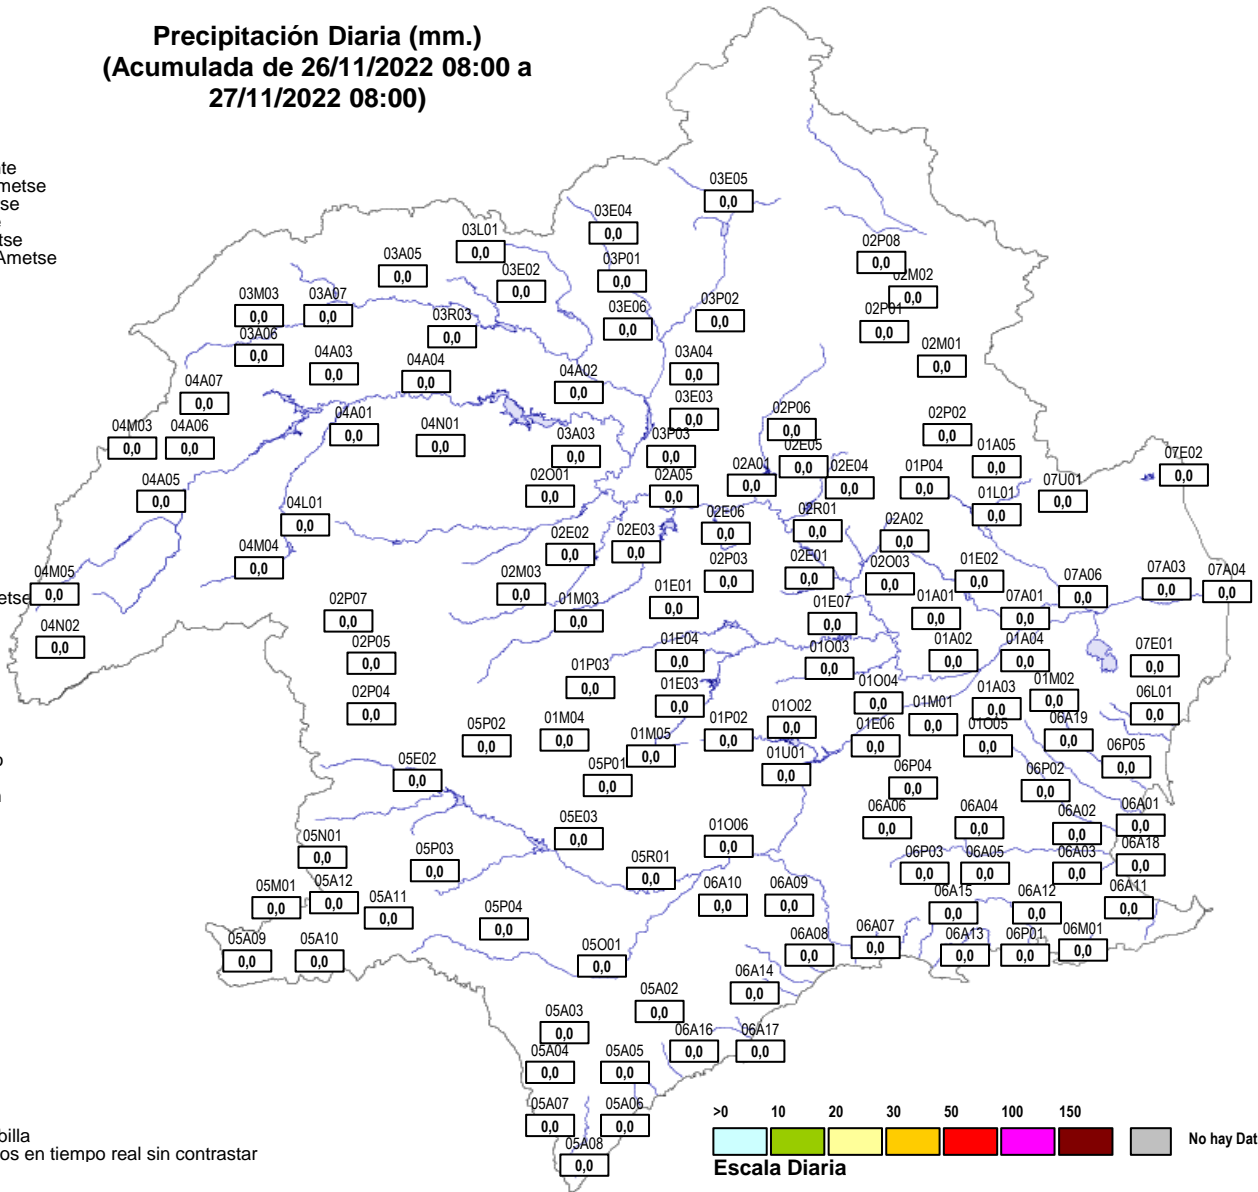 Precipitación Diaria (mm.)
(Acumulada de 26/11/2022 08:00 a
27/11/2022 08:00)
03E05
0,0
03E04
0,0
03L01
0,0
02P08
0,0
03A05
0,0
03P01
0,0
03E02
0,0
02M02
0,0
03M03
0,0
03A07
0,0
03P02
0,0
03E06
0,0
02P01
0,0
03R03
0,0
03A06
0,0
02M01
0,0
04A03
0,0
03A04
0,0
04A04
0,0
04A02
0,0
04A07
0,0
03E03
0,0
02P06
0,0
04A01
0,0
02P02
0,0
04M03
0,0
04A06
0,0
04N01
0,0
03A03
0,0
03P03
0,0
02E05
0,0
01A05
0,0
07E02
0,0
02A01
0,0
02E04
0,0
01P04
0,0
04A05
0,0
02O01
0,0
02A05
0,0
07U01
0,0
01L01
0,0
04L01
0,0
02E06
0,0
02R01
0,0
02A02
0,0
02E02
0,0
02E03
0,0
04M04
0,0
02P03
0,0
02E01
0,0
02O03
0,0
01E02
0,0
04M05
0,0
02M03
0,0
07A06
0,0
07A03
0,0
07A04
0,0
01E01
0,0
02P07
0,0
01M03
0,0
01E07
0,0
01A01
0,0
07A01
0,0
04N02
0,0
02P05
0,0
01E04
0,0
01O03
0,0
01A02
0,0
01A04
0,0
07E01
0,0
01P03
0,0
01E03
0,0
01O04
0,0
01A03
0,0
01M02
0,0
06L01
0,0
02P04
0,0
05P02
0,0
01M04
0,0
01M05
0,0
01P02
0,0
01O02
0,0
01E06
0,0
01M01
0,0
01O05
0,0
06A19
0,0
06P05
0,0
05E02
0,0
05P01
0,0
01U01
0,0
06P04
0,0
06P02
0,0
05E03
0,0
01O06
0,0
06A06
0,0
06A04
0,0
06A02
0,0
06A01
0,0
05N01
0,0
05P03
0,0
05R01
0,0
06P03
0,0
06A05
0,0
06A03
0,0
06A18
0,0
05M01
0,0
05A12
0,0
05A11
0,0
06A10
0,0
06A09
0,0
06A15
0,0
06A12
0,0
06A11
0,0
05P04
0,0
05A09
0,0
05A10
0,0
05O01
0,0
06A08
0,0
06A07
0,0
06A13
0,0
06P01
0,0
06M01
0,0
05A02
0,0
06A14
0,0
05A03
0,0
06A16
0,0
06A17
0,0
05A04
0,0
05A05
0,0
05A07
0,0
05A06
0,0
05A08
0,0
>0 10 20 30 50 100 150
No hay Dat
Escala Diaria
os en tiempo real sin contrastar